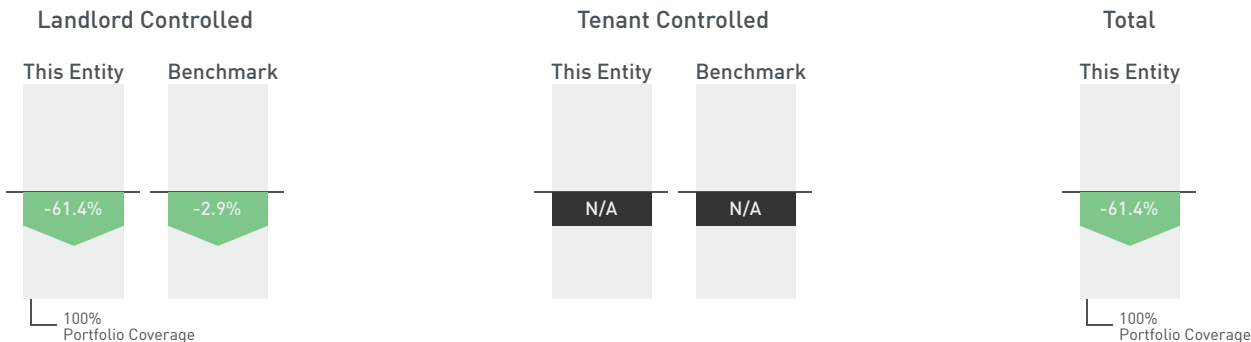 Landlord Controlled
Tenant Controlled
Total
This Entity
Benchmark
This Entity
Benchmark
This Entity
-61.4%
-2.9%
N/A
N/A
-61.4%
100%
Portfolio Coverage
100%
Portfolio Coverage